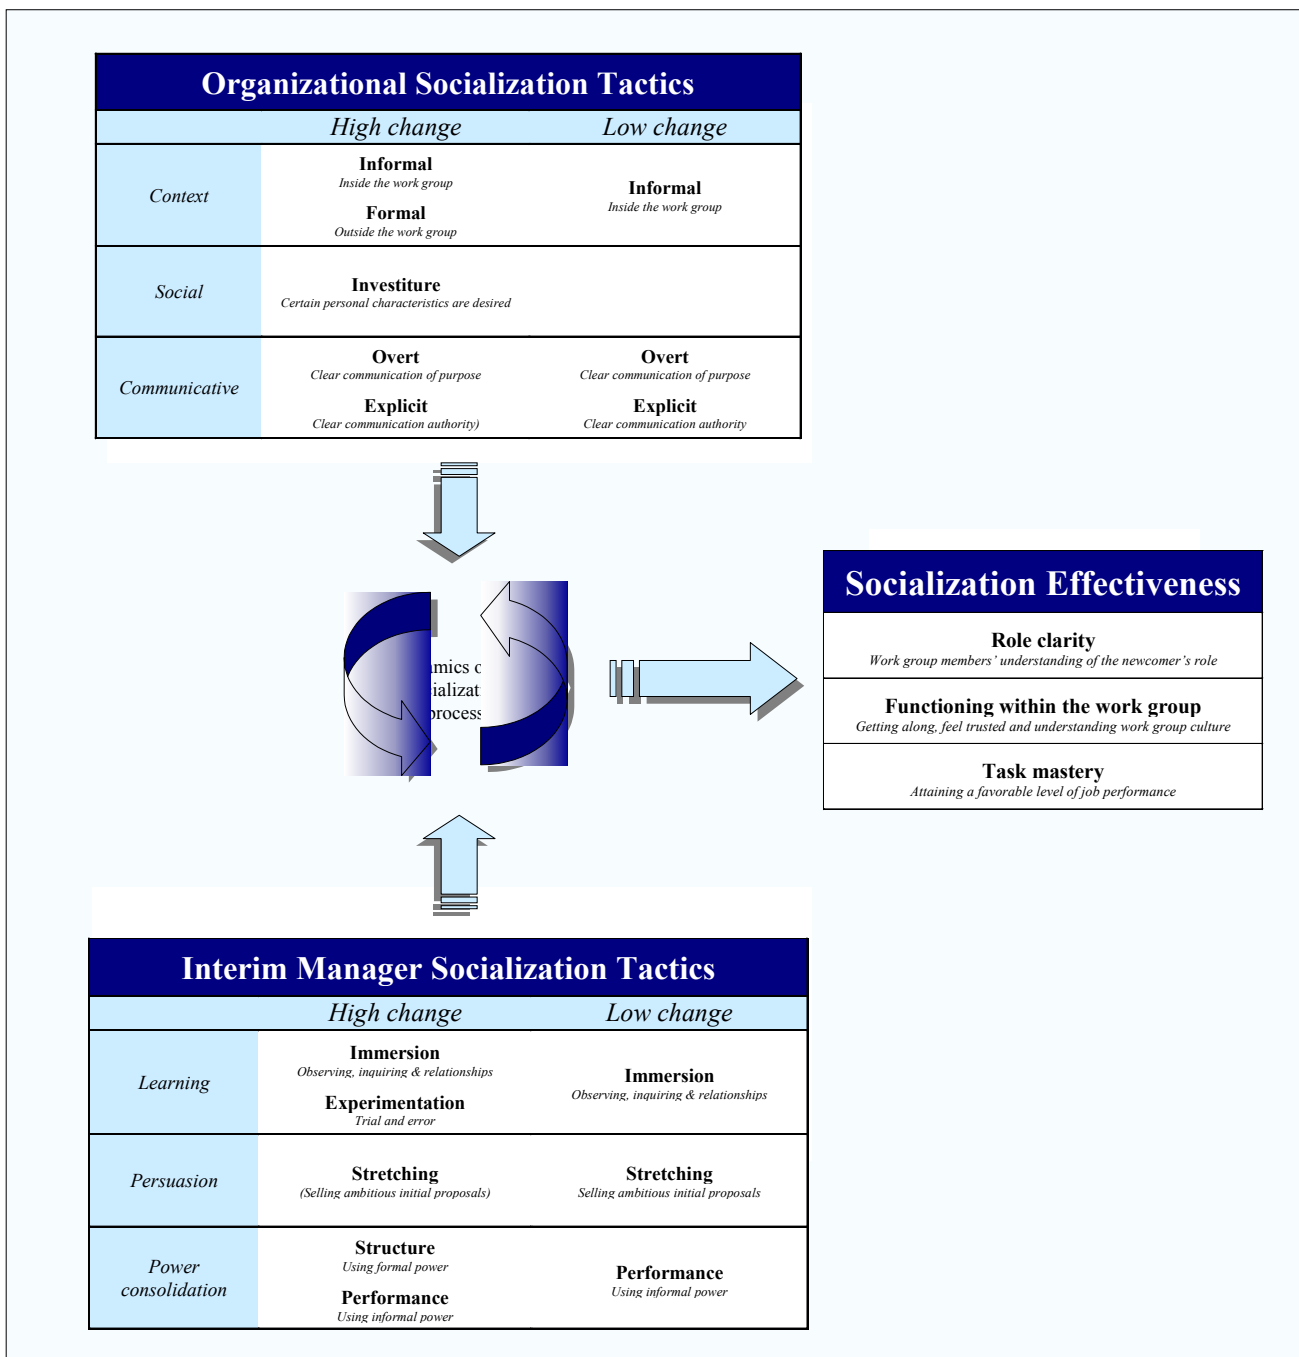 Organizational Socialization Tactics
High change Low change
Context
Informal
Inside the work group
Formal
Outside the work group
Informal
Inside the work group
Social
Investiture
Certain personal characteristics are desired
Communicative
Overt
Clear communication of purpose
Explicit
Clear communication authority)
Overt
Clear communication of purpose
Explicit
Clear communication authority
process
Socialization Effectiveness
Role clarity
Work group members’ understanding of the newcomer’s role
Functioning within the work group
Getting along, feel trusted and understanding work group culture
Task mastery
Attaining a favorable level of job performance
Interim Manager Socialization Tactics
High change Low change
Learning
Immersion
Observing, inquiring & relationships
Experimentation
Trial and error
Immersion
Observing, inquiring & relationships
Persuasion
Stretching
(Selling ambitious initial proposals)
Stretching
Selling ambitious initial proposals
Power
consolidation
Structure
Using formal power
Performance
Using informal power
Performance
Using informal power